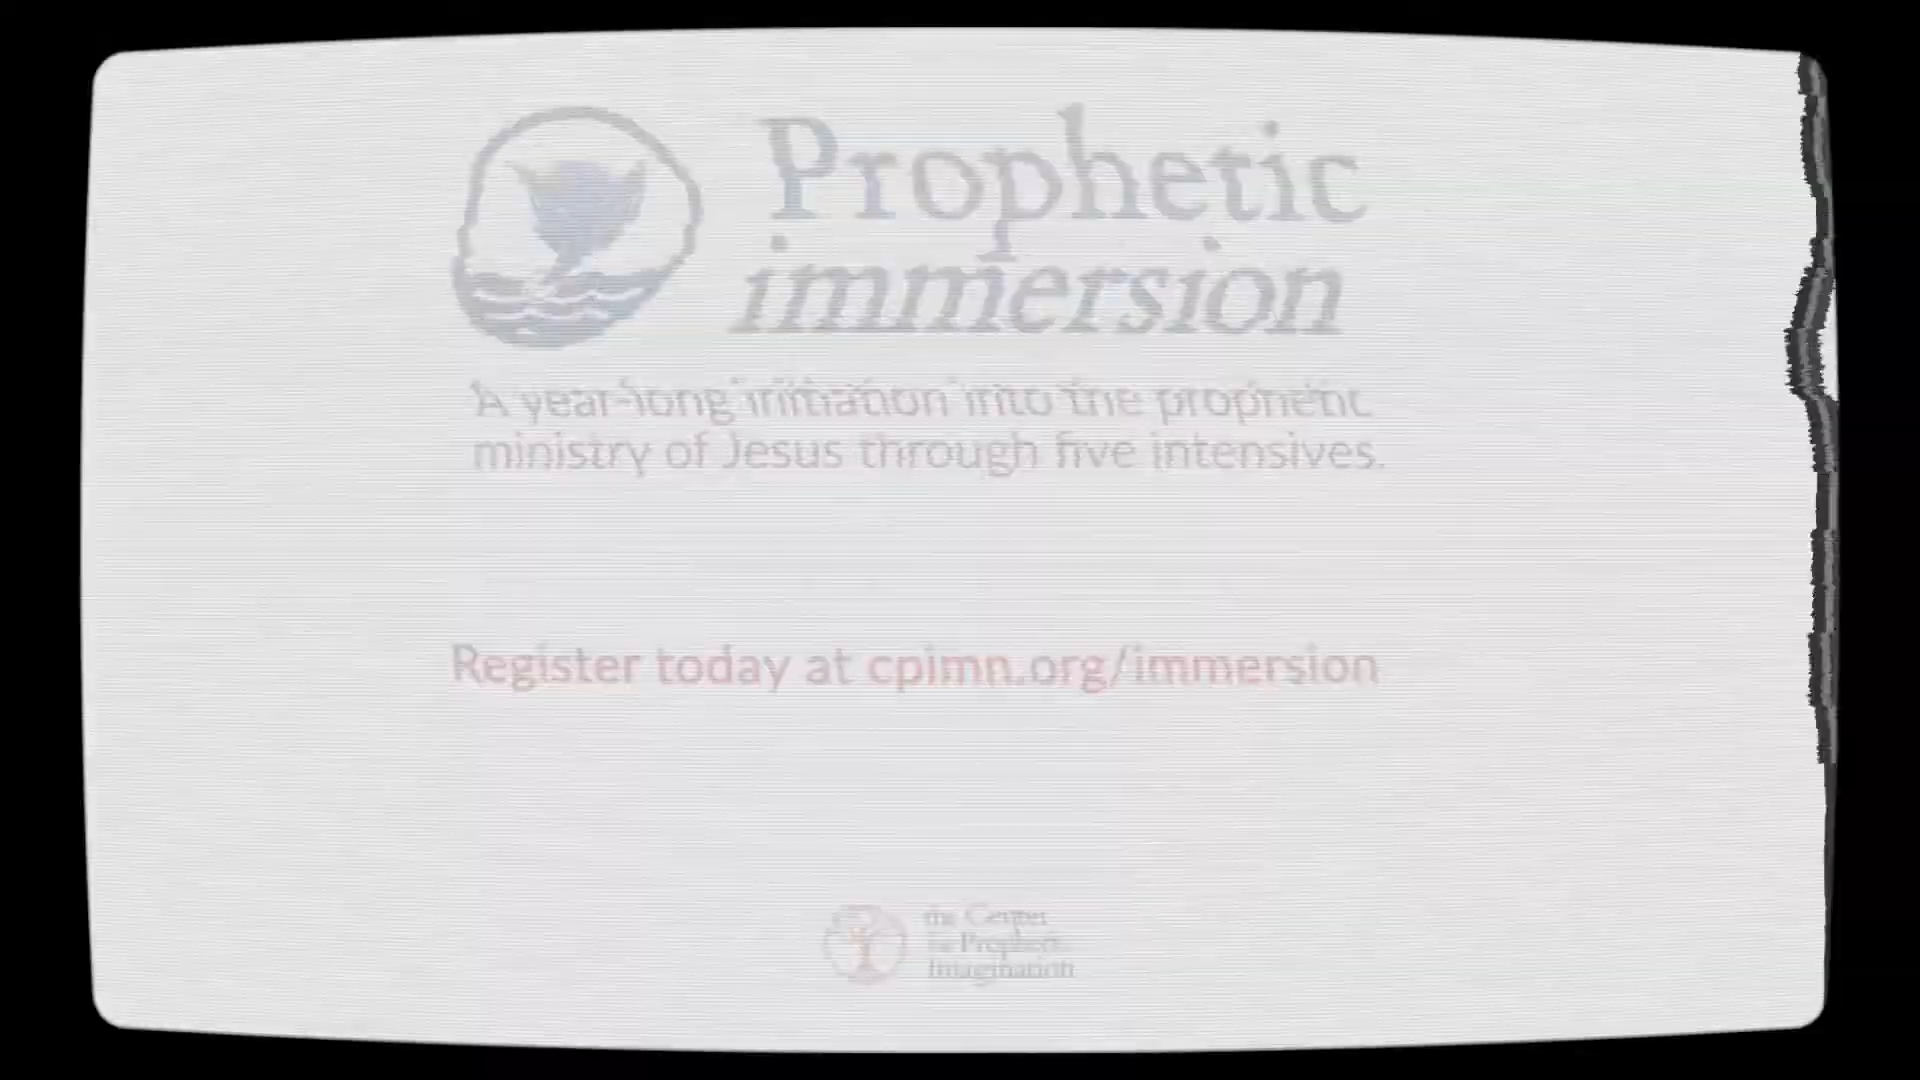 Prophetic
immersion
A year-long initiation into the prophetic
ministry of Jesus through five intensives.
Register today at cpimn.org/immersion
the Center
for Prophetic
Imagination